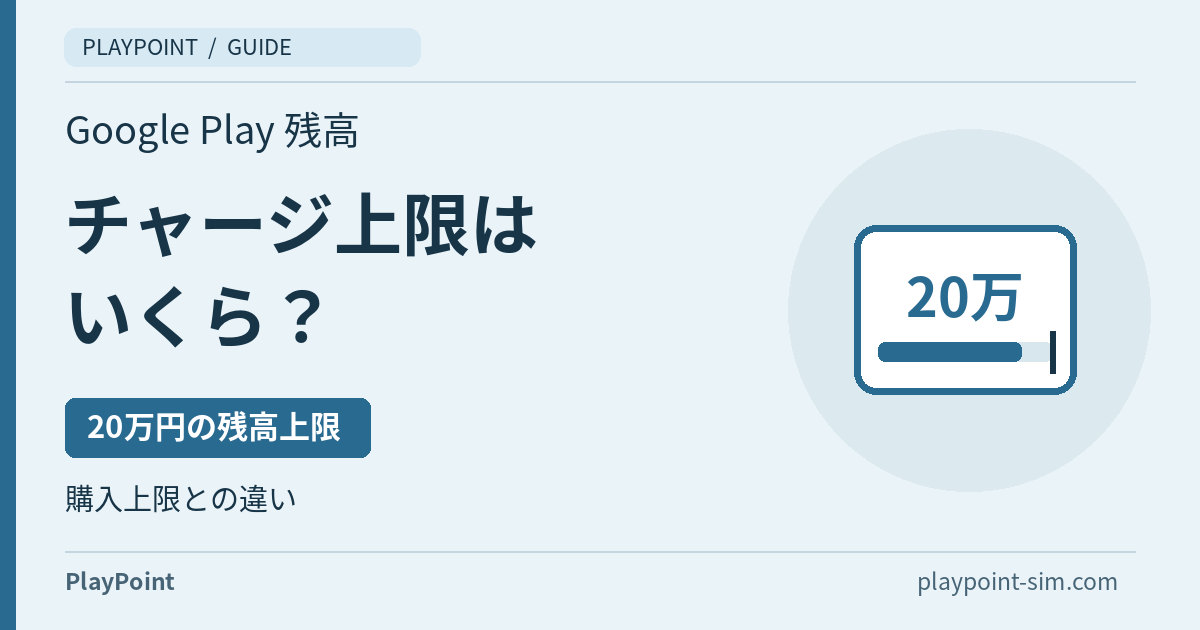 PLAYPOINT / GUIDE
Google Play 残高
チャージ上限は
いくら？
20万
20万円の残高上限
購入上限との違い
PlayPoint
playpoint-sim.com